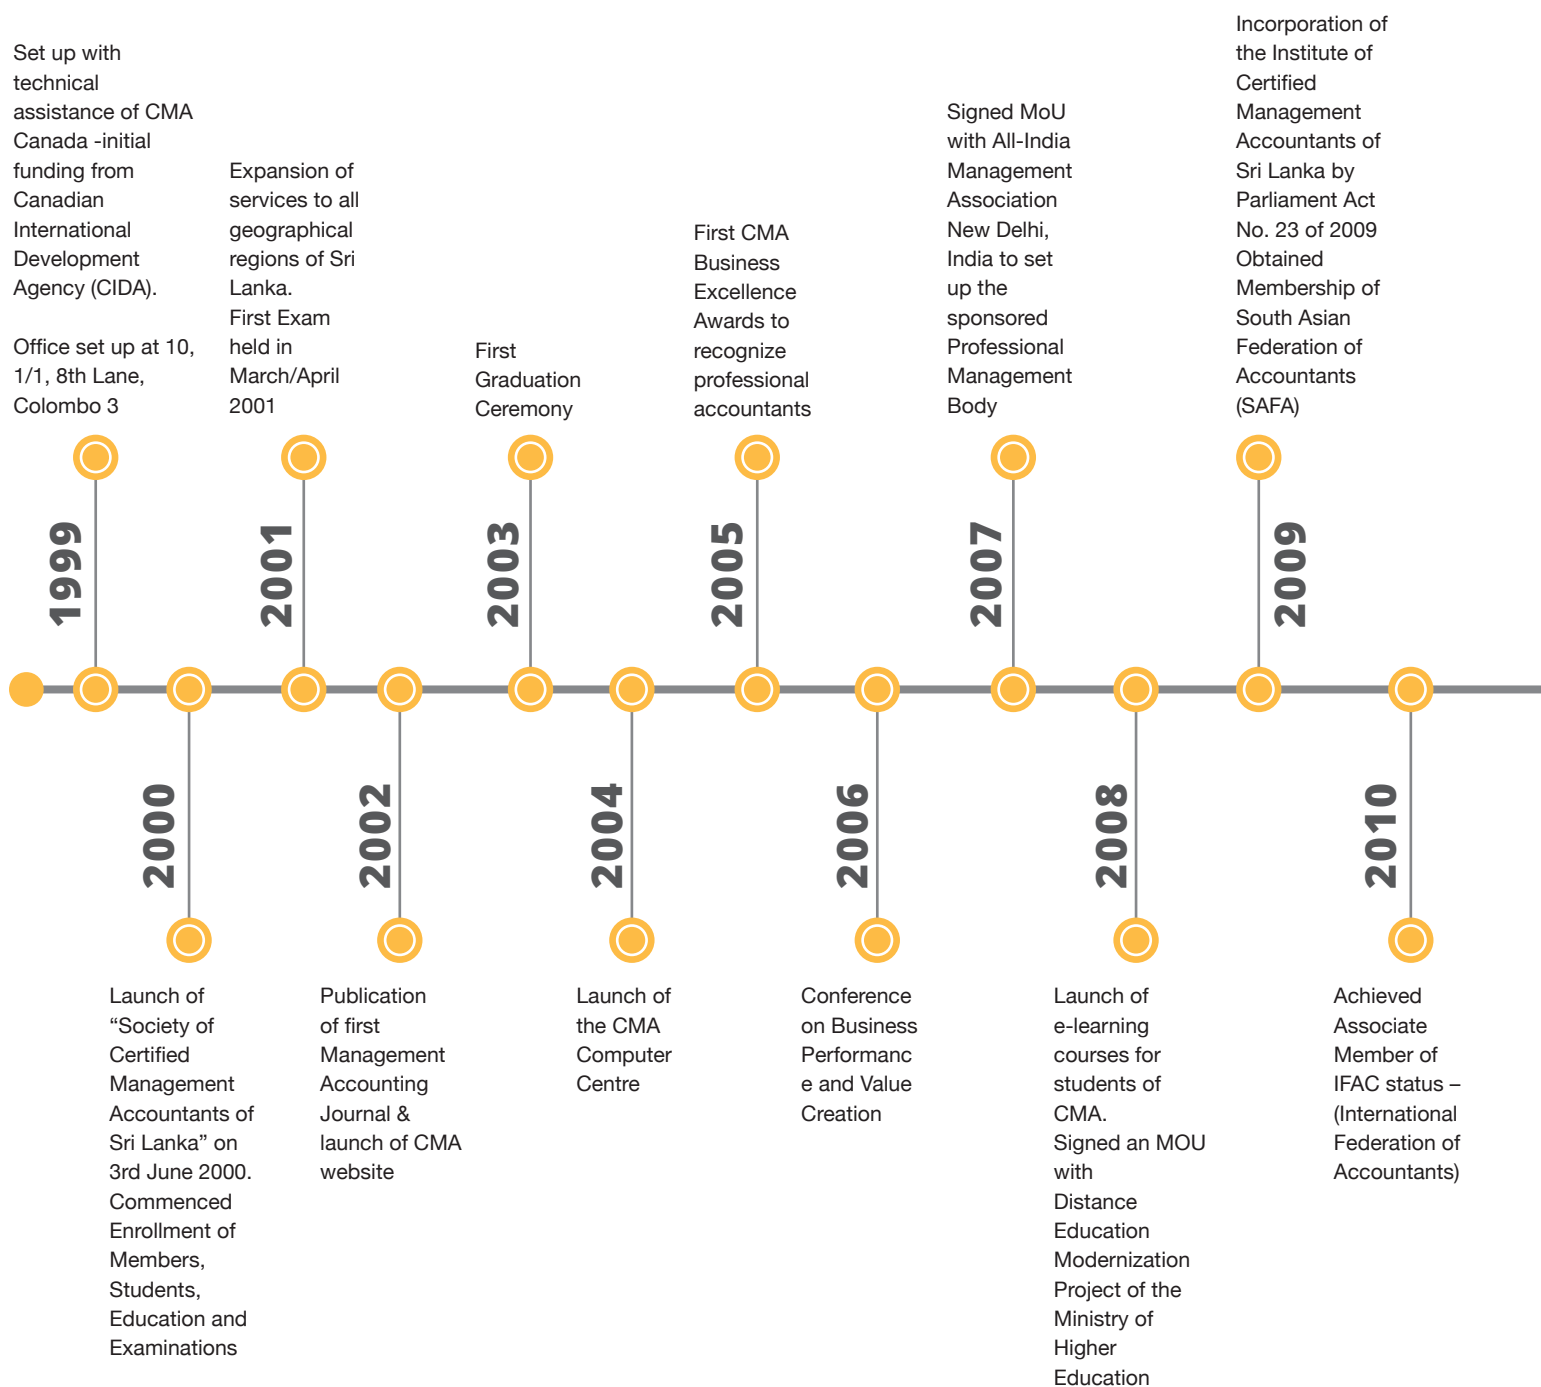 Set up with
technical
assistance of CMA
Canada -initial
funding from
Canadian
International
Development
Agency (CIDA).
Office set up at 10,
1/1, 8th Lane,
Colombo 3
1999
Launch of
“Society of
Certified
Management
Accountants of
Sri Lanka” on
3rd June 2000.
Commenced
Enrollment of
Members,
Students,
Education and
Examinations
2000
Expansion of
services to all
geographical
regions of Sri
Lanka.
First Exam
held in
March/April
2001
2001
Publication
of first
Management
Accounting
Journal &
launch of CMA
website
2002
First
Graduation
Ceremony
2003
Launch of
the CMA
Computer
Centre
2004
First CMA
Business
Excellence
Awards to
recognize
professional
accountants
2005
Conference
on Business
Performanc
e and Value
Creation
2006
Signed MoU
with All-India
Management
Association
New Delhi,
India to set
up the
sponsored
Professional
Management
Body
2007
Launch of
e-learning
courses for
students of
CMA.
Signed an MOU
with
Distance
Education
Modernization
Project of the
Ministry of
Higher
Education
2008
Incorporation of
the Institute of
Certified
Management
Accountants of
Sri Lanka by
Parliament Act
No. 23 of 2009
Obtained
Membership of
South Asian
Federation of
Accountants
(SAFA)
2009
Achieved
Associate
Member of
IFAC status –
(International
Federation of
Accountants)
2010